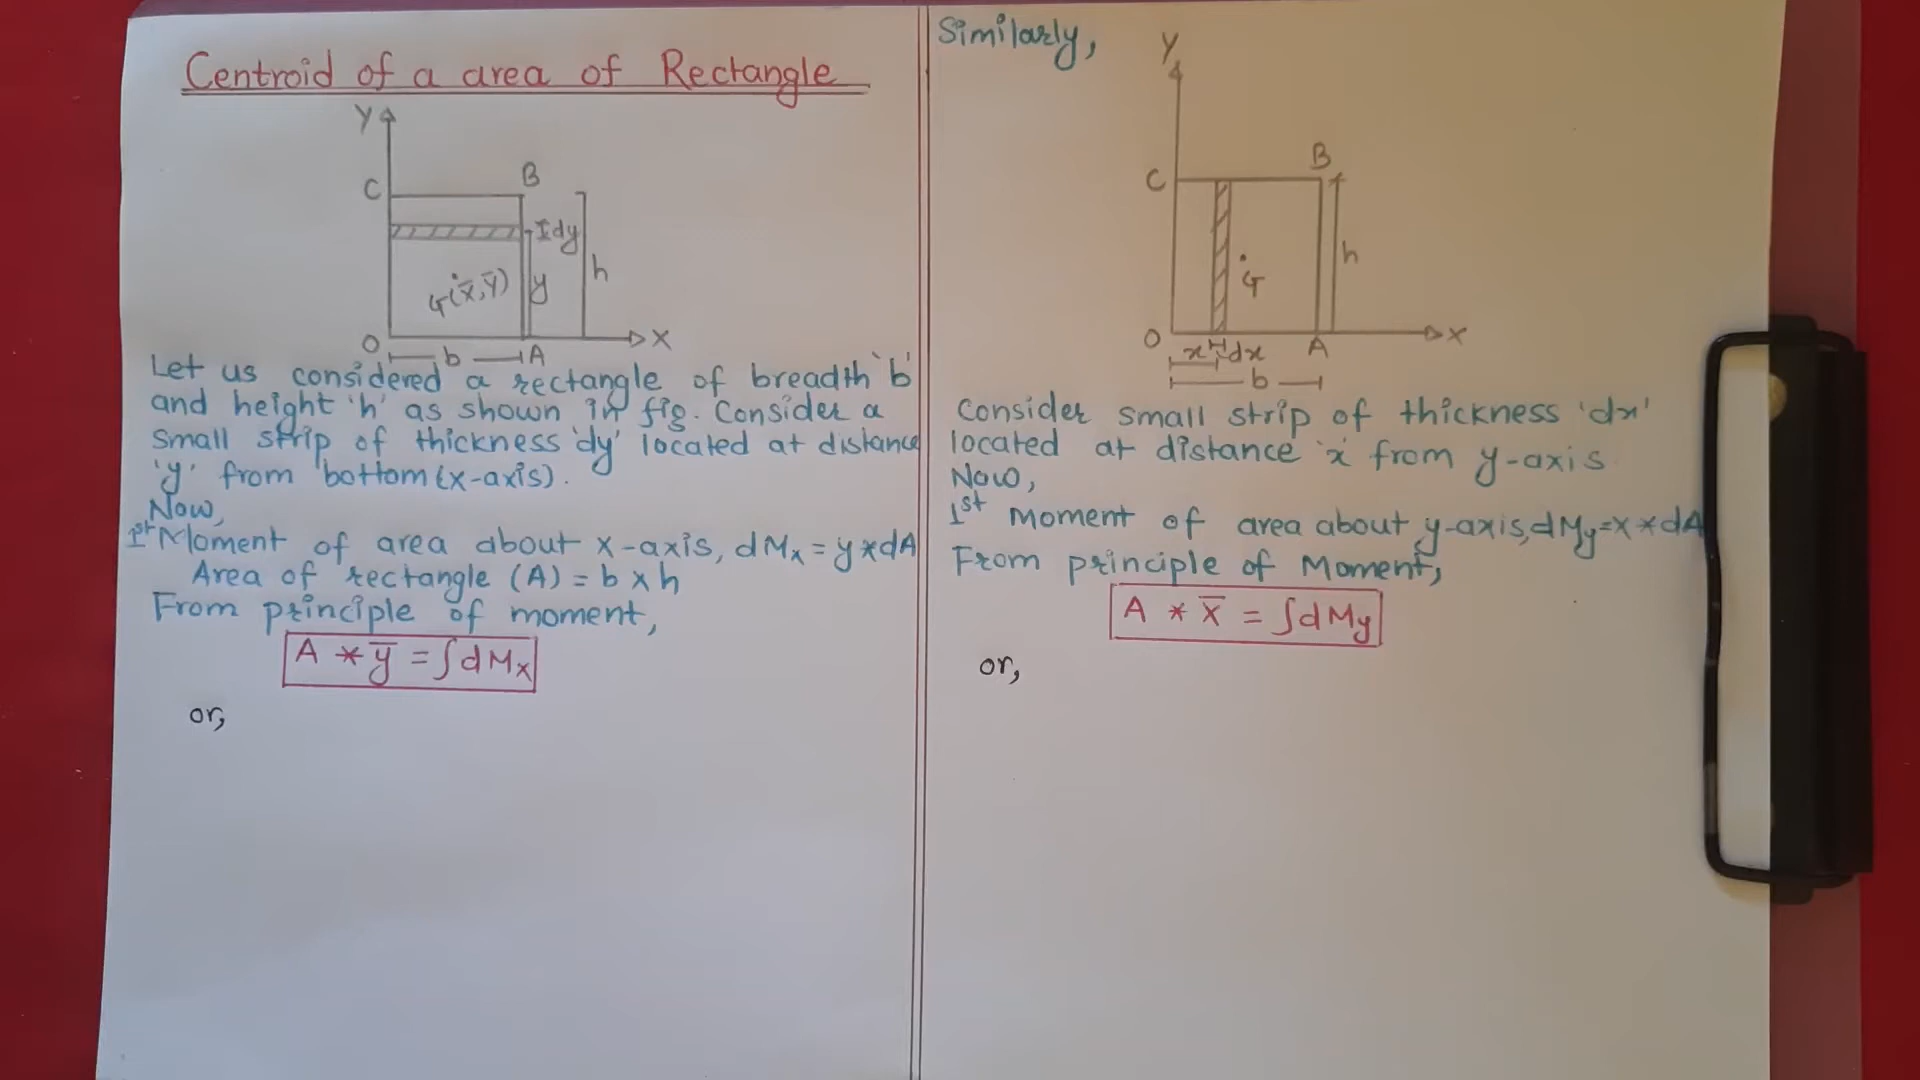 Centroid of a area of Rectangle
Y
C
B
dy
h
y
G(x̄,ȳ)
O
b
A
X
Let us considered a rectangle of breadth 'b'
and height 'h' as shown in fig. Consider a
small strip of thickness 'dy' located at distance
'y' from bottom (x-axis).
Now,
1st Moment of area about x-axis, dMx = y*dA
Area of rectangle (A) = b x h
From principle of moment,
A * ȳ = ∫dMx
or,
Similarly,
Y
C
B
h
G
O
x
dx
A
X
b
Consider small strip of thickness 'dx'
located at distance 'x' from y-axis
Now,
1st moment of area about y-axis, dMy = x*dA
From principle of Moment,
A * x̄ = ∫dMy
or,